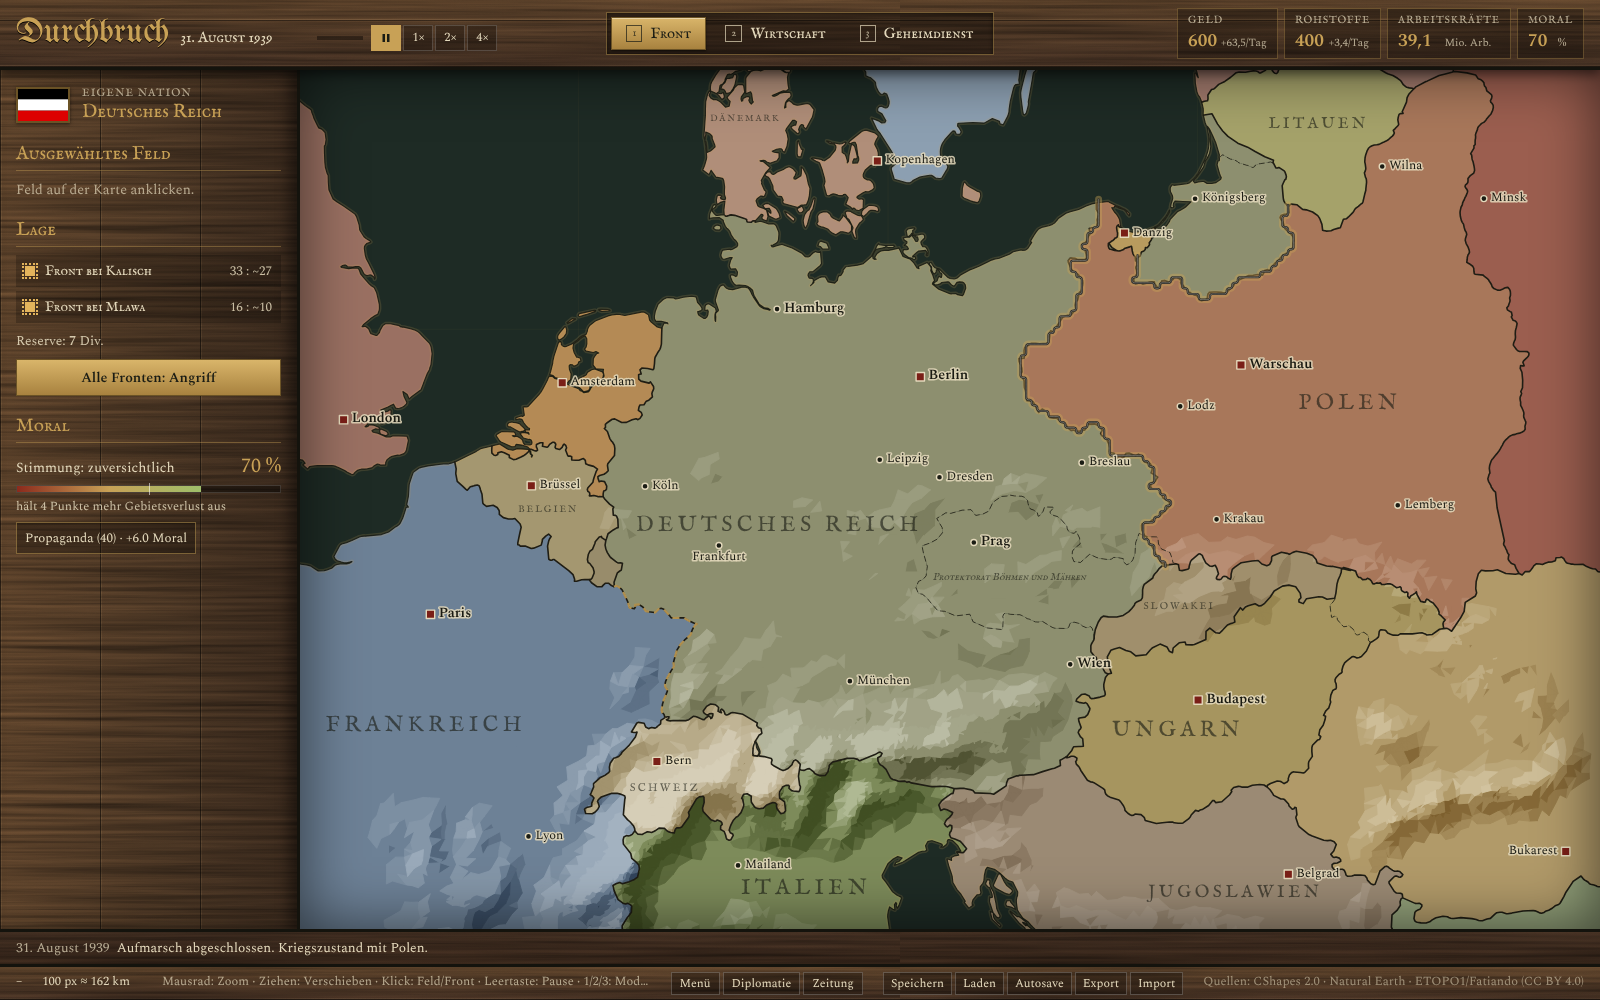 Durchbruch
31. August 1939
1× 2× 4×
1 Front
2 Wirtschaft
3 Geheimdienst
Geld
600 +63,5/Tag
Rohstoffe
400 +3,4/Tag
Arbeitskräfte
39,1 Mio. Arb.
Moral
70 %
Eigene Nation
Deutsches Reich
Ausgewähltes Feld
Feld auf der Karte anklicken.
Lage
Front bei Kalisch 33 : ~27
Front bei Mlawa 16 : ~10
Reserve: 7 Div.
Alle Fronten: Angriff
Moral
Stimmung: zuversichtlich 70 %
hält 4 Punkte mehr Gebietsverlust aus
Propaganda (40) · +6.0 Moral
DÄNEMARK
LITAUEN
Kopenhagen
Wilna
Königsberg
Minsk
Danzig
Hamburg
Warschau
Berlin
Amsterdam
POLEN
Lodz
London
Leipzig
Breslau
Dresden
Brüssel
Köln
BELGIEN
Lemberg
Krakau
DEUTSCHES REICH
Prag
Frankfurt
Protektorat Böhmen und Mähren
SLOWAKEI
Paris
Wien
München
Budapest
FRANKREICH
UNGARN
Bern
SCHWEIZ
Lyon
Bukarest
Mailand
Belgrad
ITALIEN
JUGOSLAWIEN
31. August 1939 Aufmarsch abgeschlossen. Kriegszustand mit Polen.
– 100 px ≈ 162 km
Mausrad: Zoom · Ziehen: Verschieben · Klick: Feld/Front · Leertaste: Pause · 1/2/3: Mod…
Menü Diplomatie Zeitung
Speichern Laden Autosave Export Import
Quellen: CShapes 2.0 · Natural Earth · ETOPO1/Fatiando (CC BY 4.0)